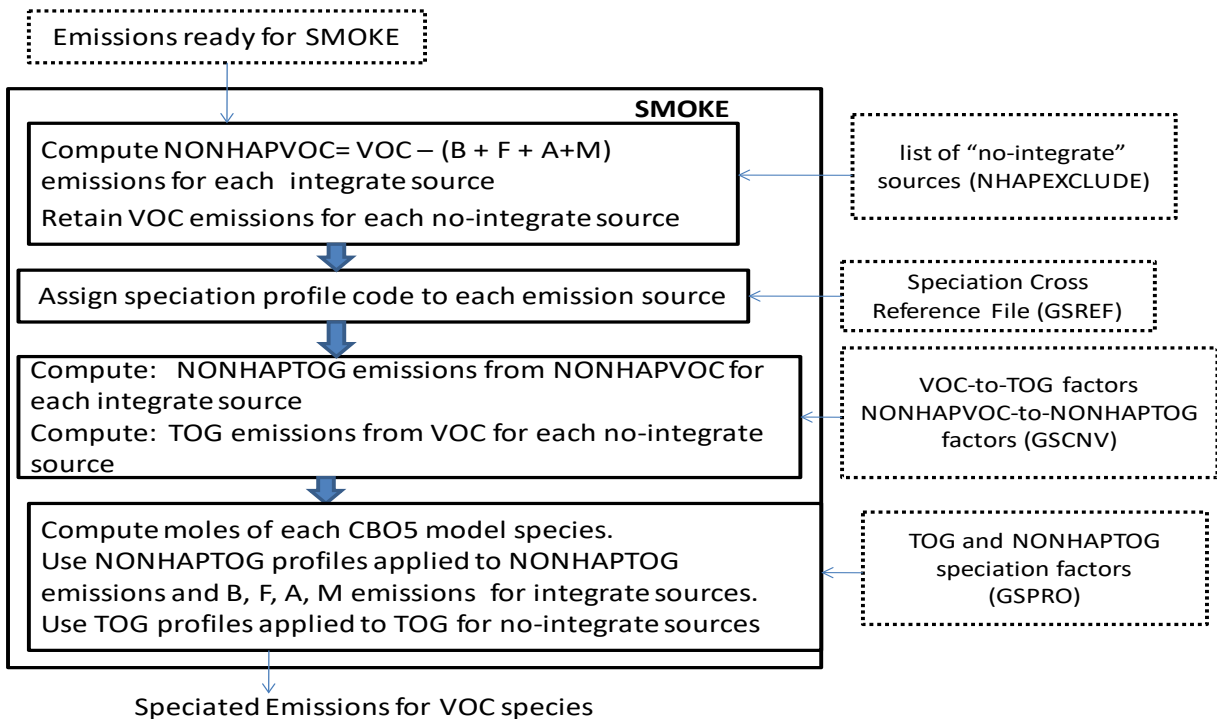 Emissions ready for SMOKE
SMOKE
Compute NONHAPVOC= VOC – (B + F + A+M)
emissions for each integrate source
Retain VOC emissions for each no-integrate source
list of “no-integrate”
sources (NHAPEXCLUDE)
Assign speciation profile code to each emission source
Speciation Cross
Reference File (GSREF)
Compute: NONHAPTOG emissions from NONHAPVOC for
each integrate source
Compute: TOG emissions from VOC for each no-integrate
source
VOC-to-TOG factors
NONHAPVOC-to-NONHAPTOG
factors (GSCNV)
Compute moles of each CBO5 model species.
Use NONHAPTOG profiles applied to NONHAPTOG
emissions and B, F, A, M emissions for integrate sources.
Use TOG profiles applied to TOG for no-integrate sources
TOG and NONHAPTOG
speciation factors
(GSPRO)
Speciated Emissions for VOC species